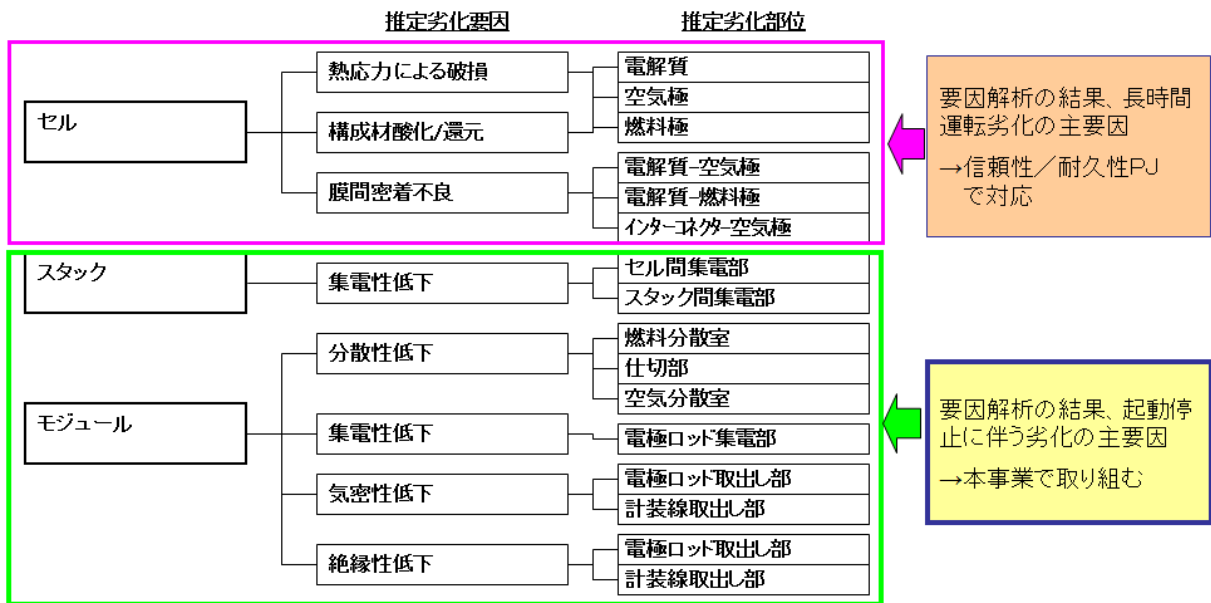 推定劣化要因
推定劣化部位
セル
熱応力による破損
構成材酸化/還元
膜間密着不良
電解質
空気極
燃料極
電解質-空気極
電解質-燃料極
インターコネクター空気極
要因解析の結果、長時間
運転劣化の主要因
→信頼性／耐久性PJ
で対応
スタック
集電性低下
セル間集電部
スタック間集電部
モジュール
分散性低下
燃料分散室
仕切部
空気分散室
集電性低下
電極ロッド集電部
気密性低下
電極ロッド取出し部
計装線取出し部
絶縁性低下
電極ロッド取出し部
計装線取出し部
要因解析の結果、起動停
止に伴う劣化の主要因
→本事業で取り組む